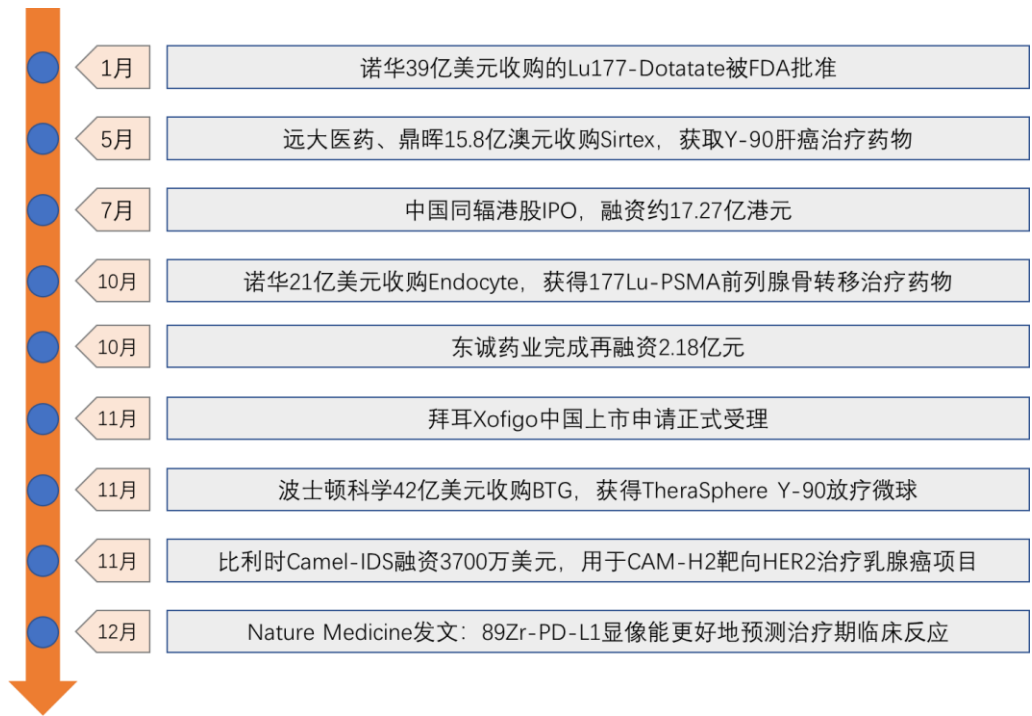 1月
诺华39亿美元收购的Lu177-Dotatate被FDA批准
5月
远大医药、鼎晖15.8亿澳元收购Sirtex，获取Y-90肝癌治疗药物
7月
中国同辐港股IPO，融资约17.27亿港元
10月
诺华21亿美元收购Endocyte，获得177Lu-PSMA前列腺骨转移治疗药物
10月
东诚药业完成再融资2.18亿元
11月
拜耳Xofigo中国上市申请正式受理
11月
波士顿科学42亿美元收购BTG，获得TheraSphere Y-90放疗微球
11月
比利时Camel-IDS融资3700万美元，用于CAM-H2靶向HER2治疗乳腺癌项目
12月
Nature Medicine发文：89Zr-PD-L1显像能更好地预测治疗期临床反应